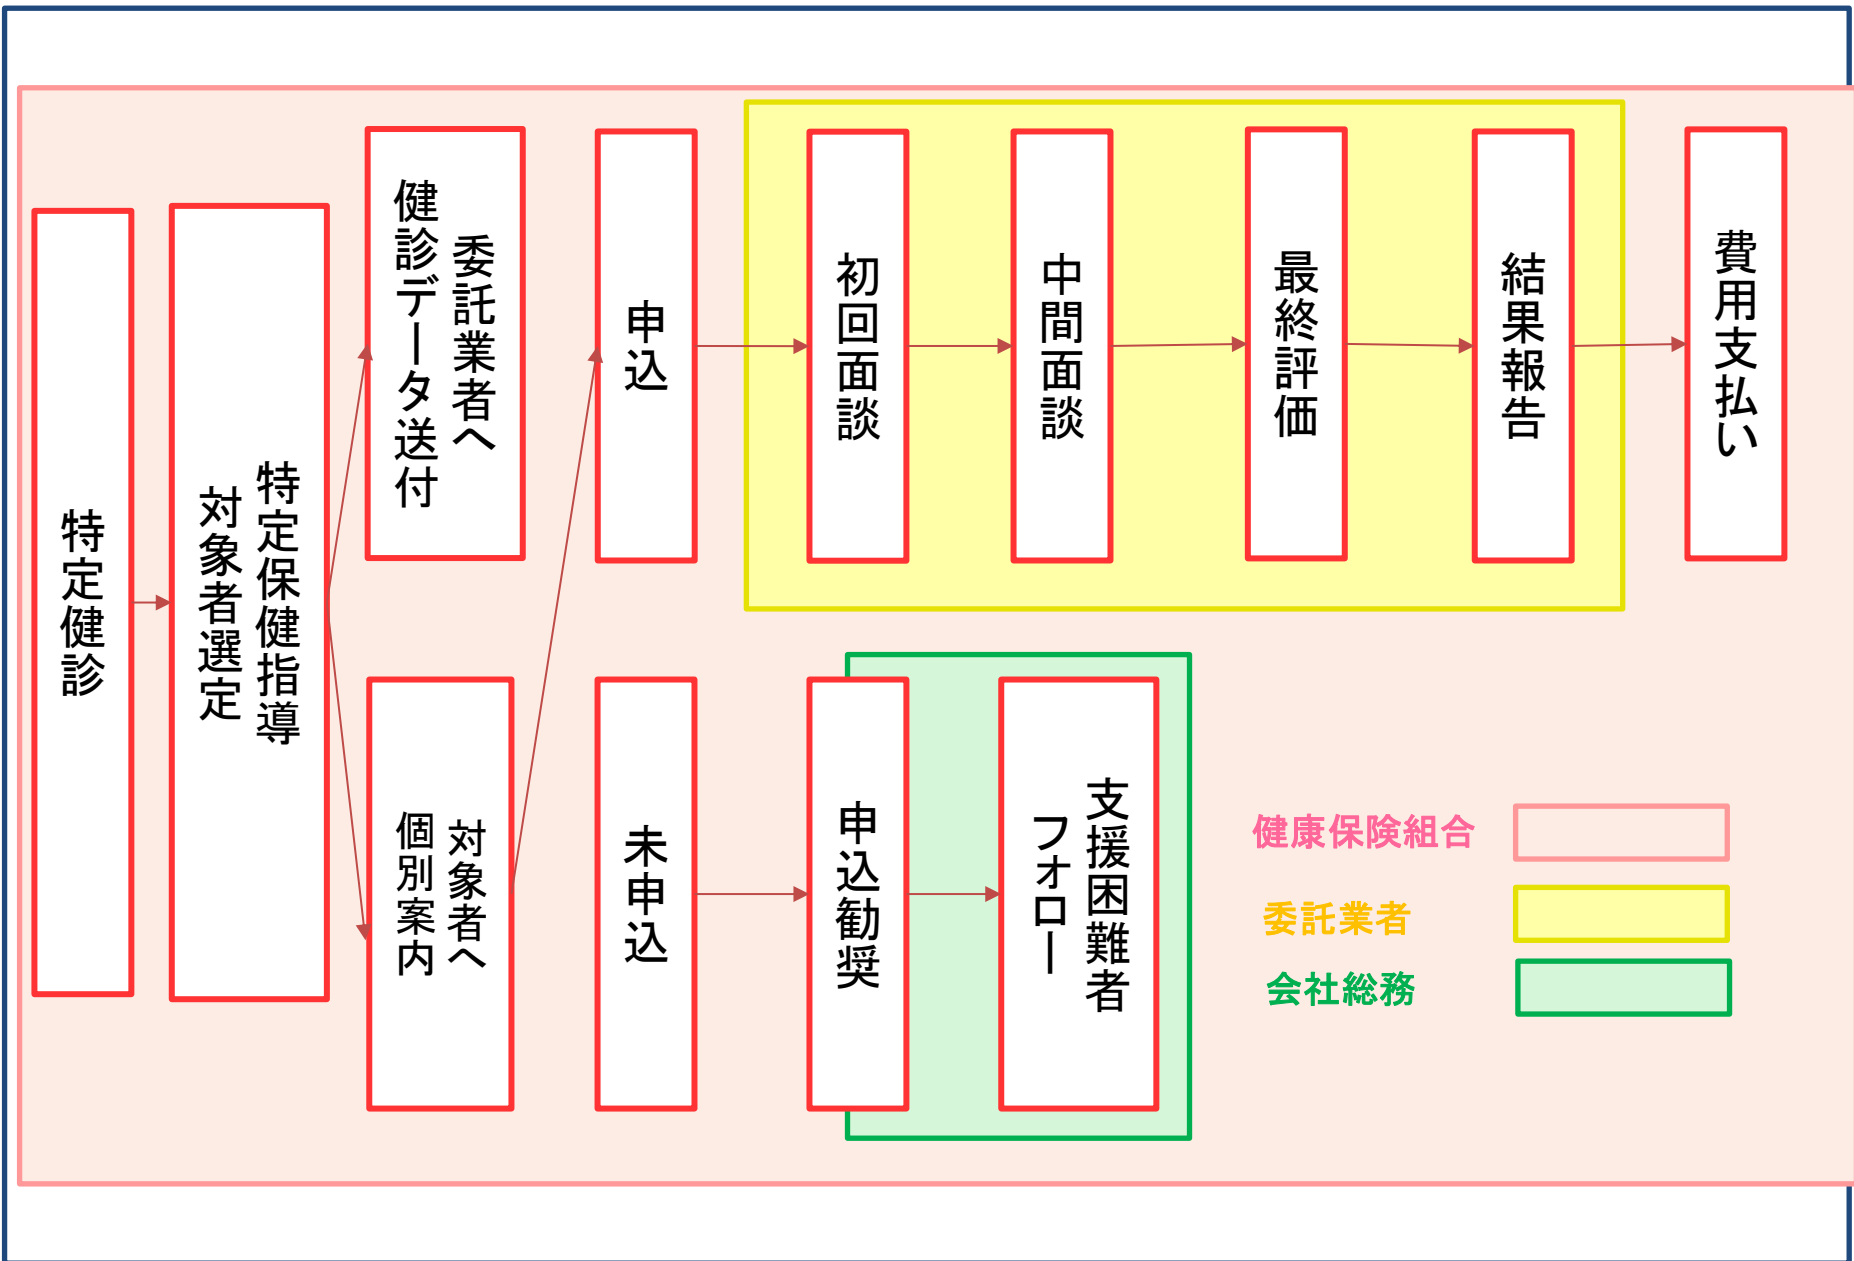 特定健診
特定保健指導
対象者選定
委託業者へ
健診データ送付
対象者へ
個別案内
申込
未申込
初回面談
中間面談
最終評価
結果報告
費用支払い
申込勧奨
支援困難者
フォロー
健康保険組合
委託業者
会社総務